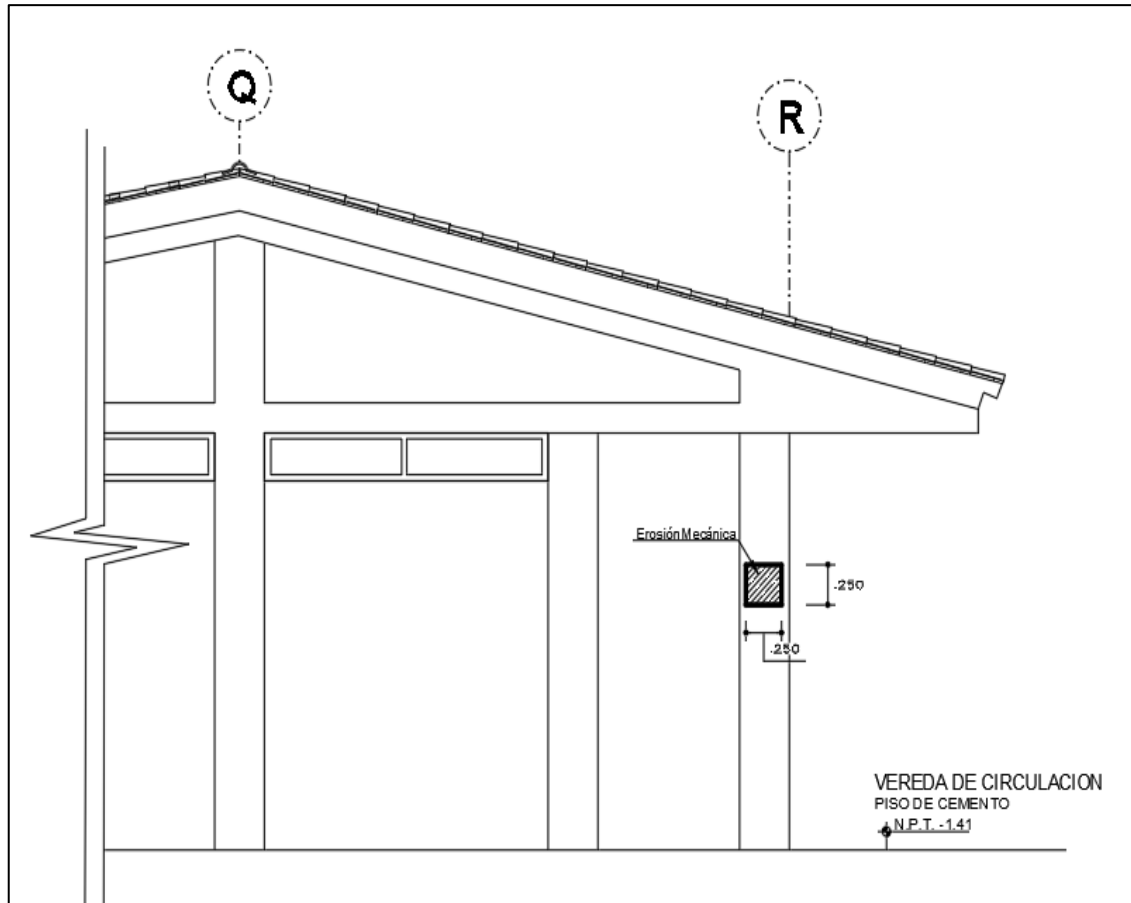 Q
R
Erosión Mecánica
.250
.250
VEREDA DE CIRCULACION
PISO DE CEMENTO
N.P.T. -1.41